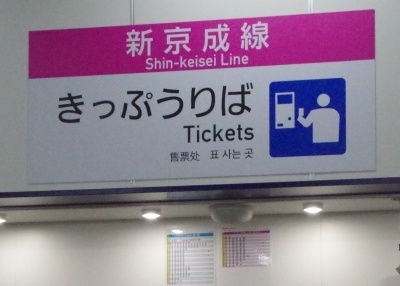 新京成線
Shin-keisei Line
きっぷうりば
Tickets
售票处 표 사는 곳